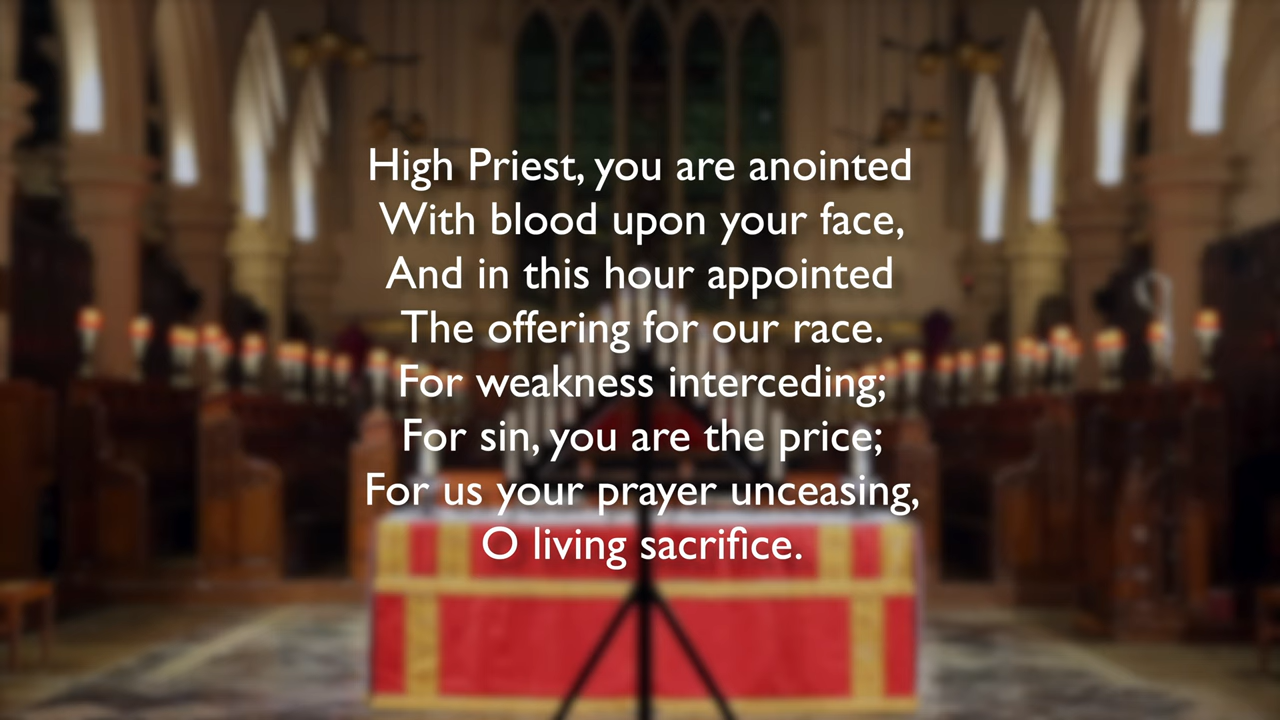 High Priest, you are anointed
With blood upon your face,
And in this hour appointed
The offering for our race.
For weakness interceding;
For sin, you are the price;
For us your prayer unceasing,
O living sacrifice.